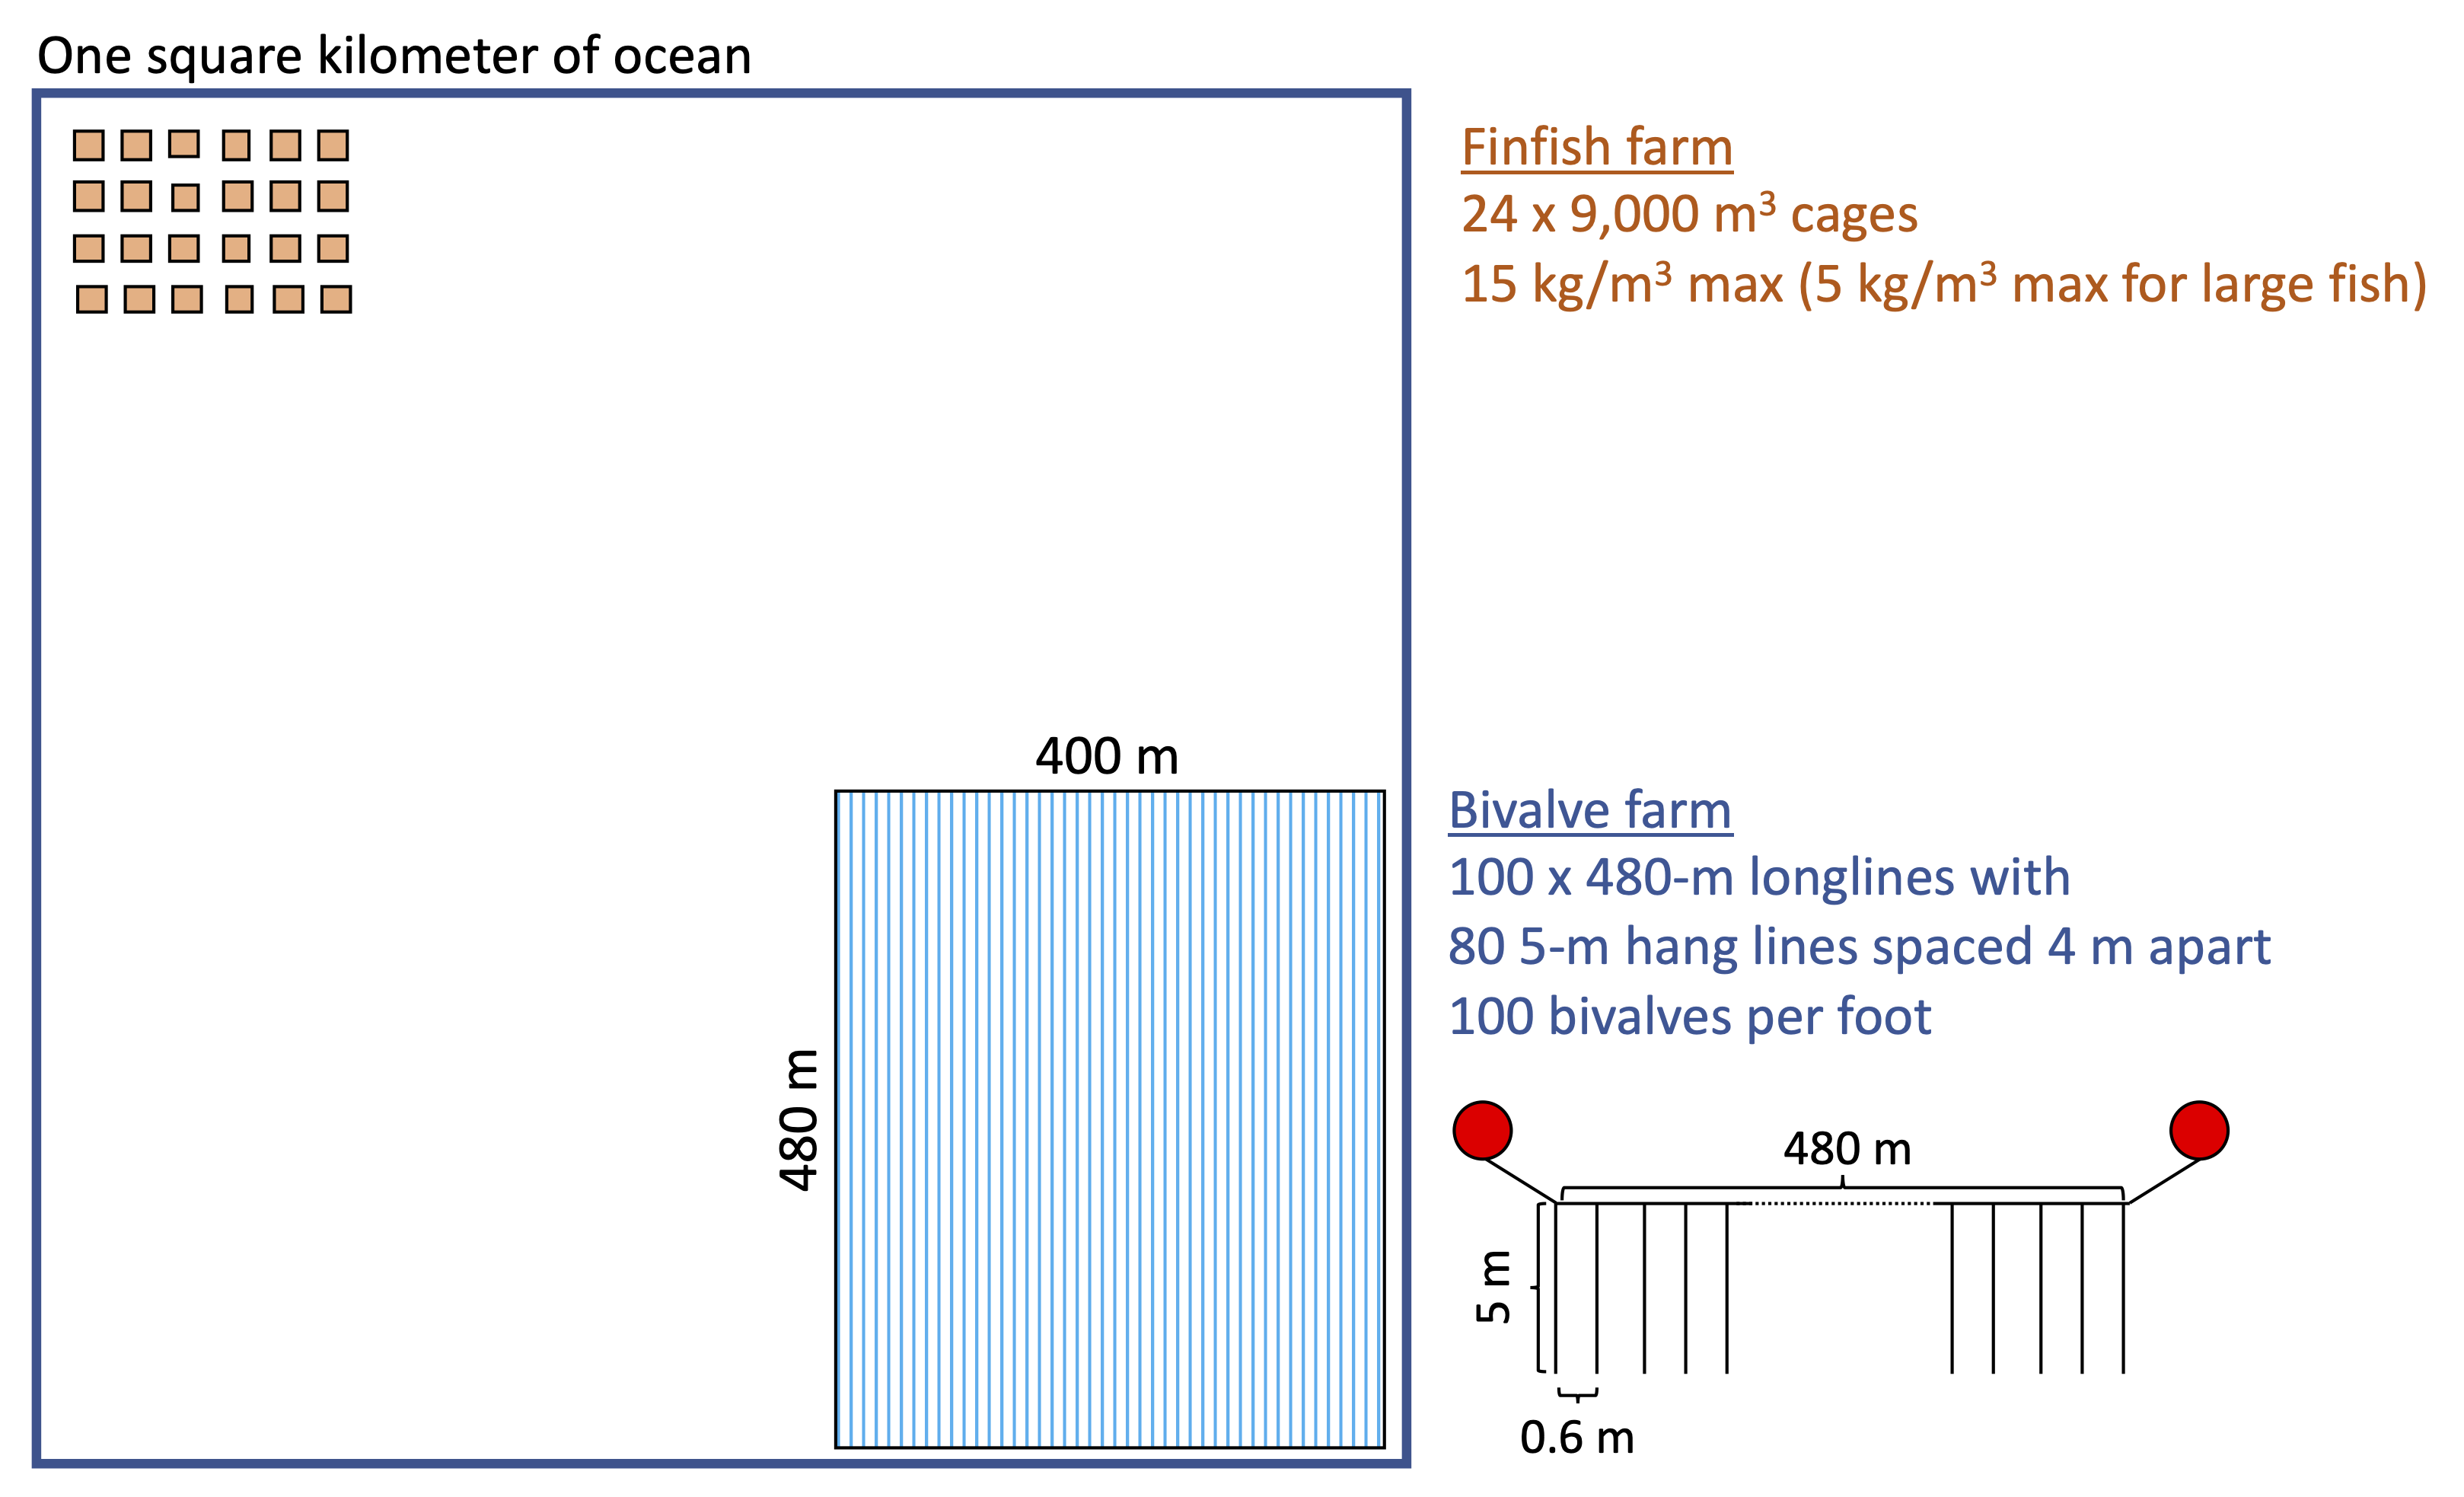 One square kilometer of ocean
Finfish farm
24 x 9,000 m³ cages
15 kg/m³ max (5 kg/m³ max for large fish)
400 m
480 m
Bivalve farm
100 x 480-m longlines with
80 5-m hang lines spaced 4 m apart
100 bivalves per foot
480 m
5 m
0.6 m